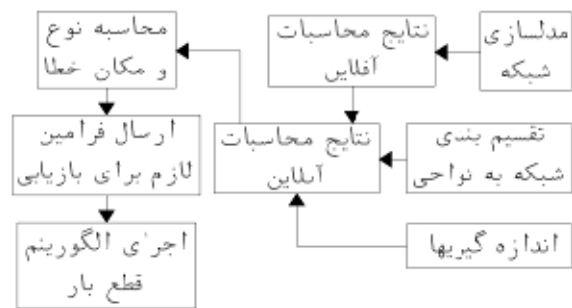 مدلسازی
شبکه
نتایج محاسبات
آفلاین
محاسبه نوع
و مکان خطا
تقسیم بندی
شبکه به نواحی
نتایج محاسبات
آنلاین
ارسال فرامین
لازم برای بازیابی
اندازه گیریها
اجرای الگوریتم
قطع بار